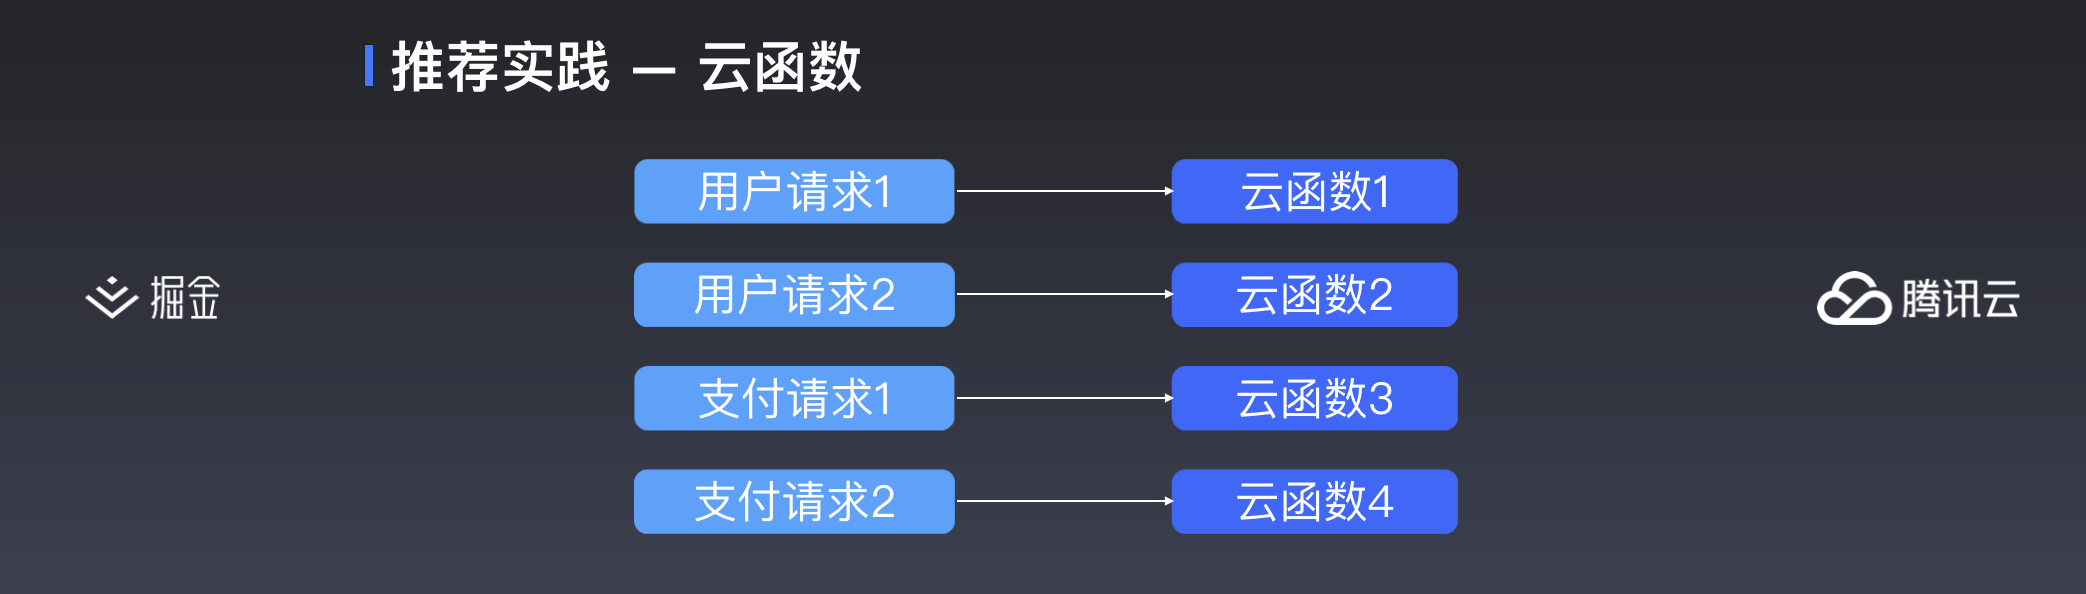 推荐实践 — 云函数
用户请求1
云函数1
用户请求2
云函数2
支付请求1
云函数3
支付请求2
云函数4
掘金
腾讯云